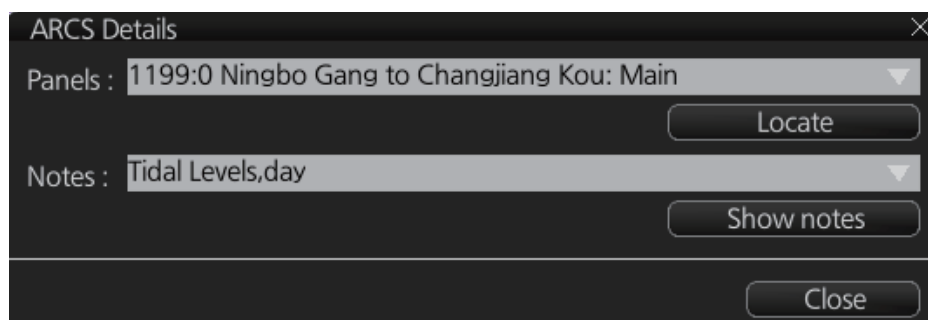 ARCS Details
Panels : 1199:0 Ningbo Gang to Changjiang Kou: Main
Locate
Notes : Tidal Levels,day
Show notes
Close